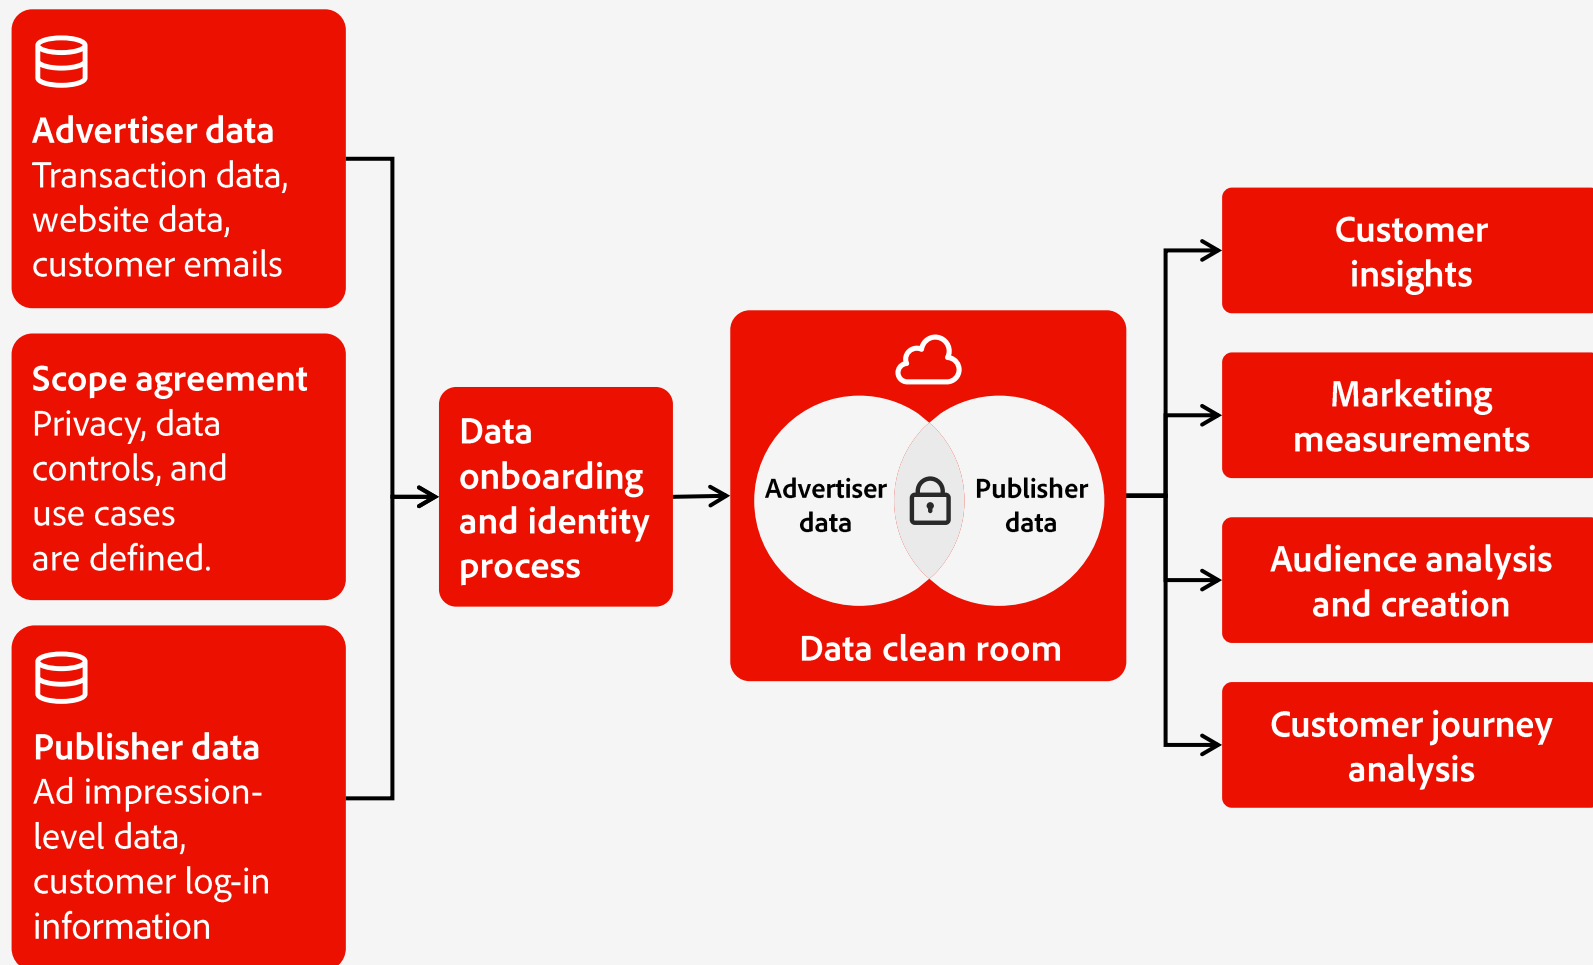 Advertiser data
Transaction data,
website data,
customer emails
Scope agreement
Privacy, data
controls, and
use cases
are defined.
Publisher data
Ad impression-
level data,
customer log-in
information
Data
onboarding
and identity
process
Advertiser
data
Publisher
data
Data clean room
Customer
insights
Marketing
measurements
Audience analysis
and creation
Customer journey
analysis